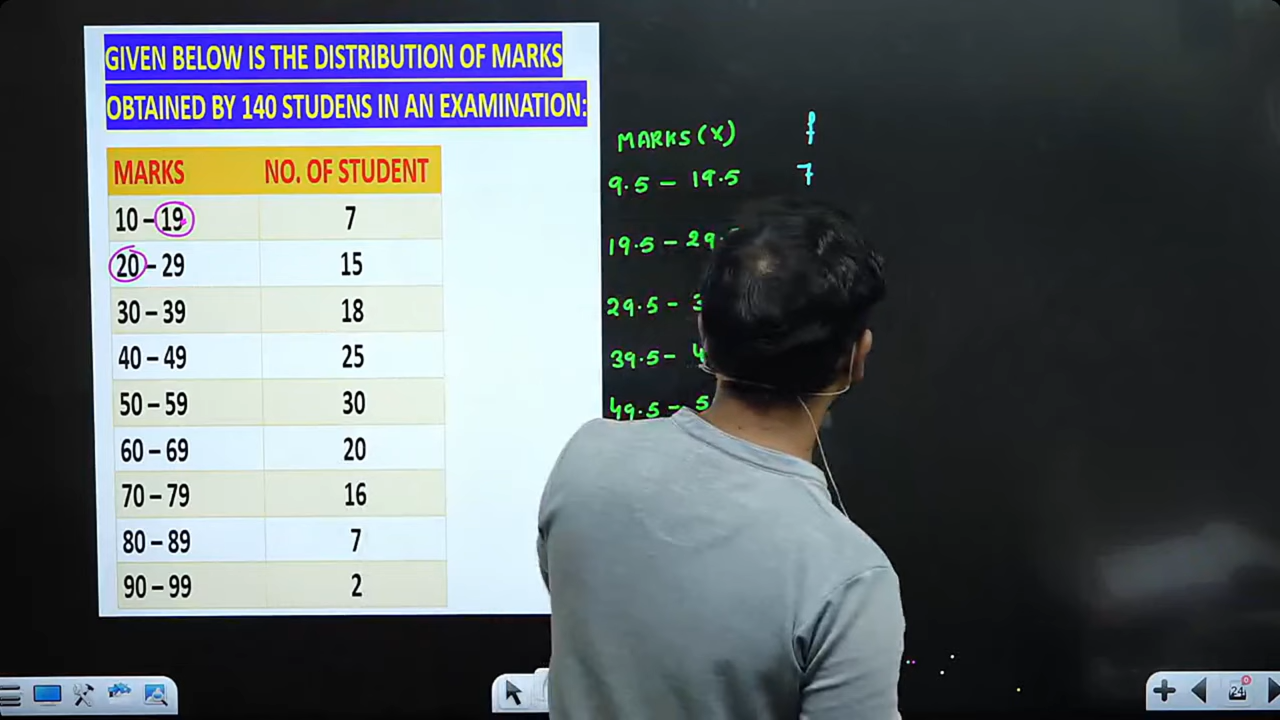 GIVEN BELOW IS THE DISTRIBUTION OF MARKS
OBTAINED BY 140 STUDENS IN AN EXAMINATION:
MARKS NO. OF STUDENT
10 – 19 7
20 – 29 15
30 – 39 18
40 – 49 25
50 – 59 30
60 – 69 20
70 – 79 16
80 – 89 7
90 – 99 2
MARKS (X) f
9.5 – 19.5 7
19.5 – 29.
29.5 –
39.5 –
49.5 –
24